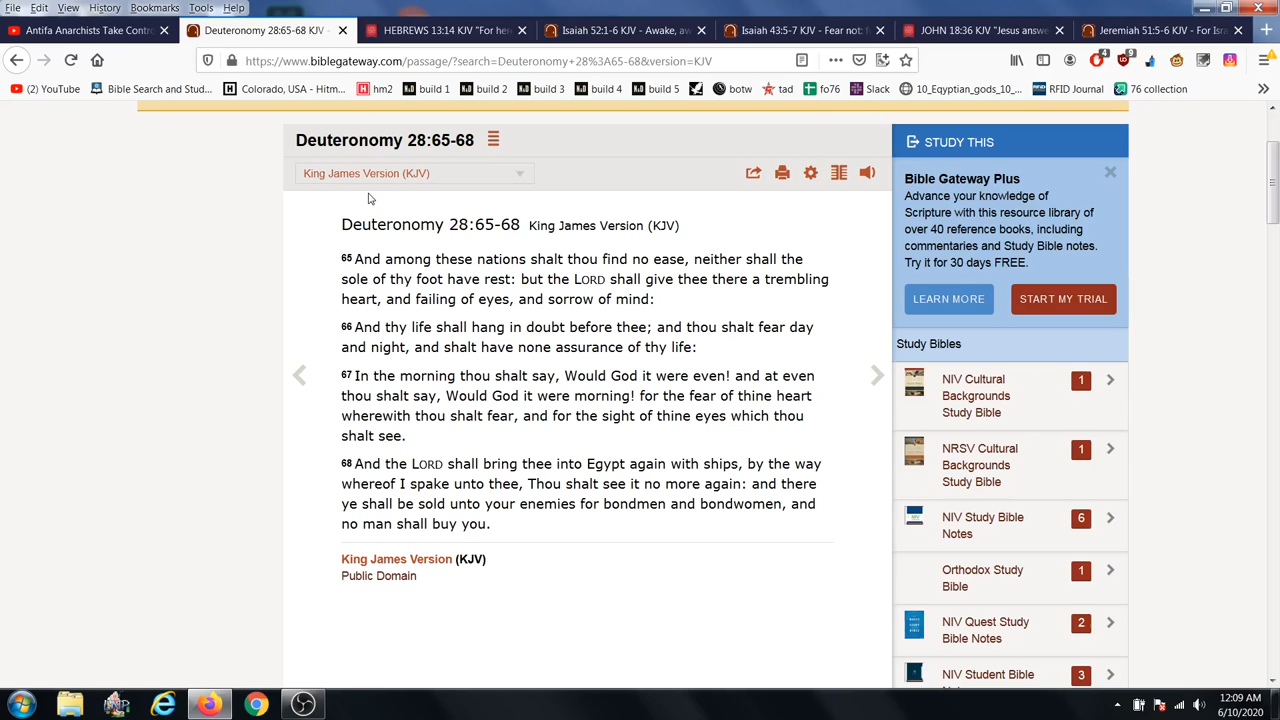 File Edit View History Bookmarks Tools Help
Antifa Anarchists Take Contro
Deuteronomy 28:65-68 KJV -
HEBREWS 13:14 KJV "For here
Isaiah 52:1-6 KJV - Awake, aw
Isaiah 43:5-7 KJV - Fear not: f
JOHN 18:36 KJV "Jesus answe
Jeremiah 51:5-6 KJV - For Isra
https://www.biblegateway.com/passage/?search=Deuteronomy+28%3A65-68&version=KJV
4
9
(2) YouTube
Bible Search and Stud...
Colorado, USA - Hitm...
hm2
build 1
build 2
build 3
build 4
build 5
botw
tad
fo76
Slack
10_Egyptian_gods_10_...
RFID Journal
76 collection
Deuteronomy 28:65-68
King James Version (KJV)
Deuteronomy 28:65-68 King James Version (KJV)
65 And among these nations shalt thou find no ease, neither shall the
sole of thy foot have rest: but the LORD shall give thee there a trembling
heart, and failing of eyes, and sorrow of mind:
66 And thy life shall hang in doubt before thee; and thou shalt fear day
and night, and shalt have none assurance of thy life:
67 In the morning thou shalt say, Would God it were even! and at even
thou shalt say, Would God it were morning! for the fear of thine heart
wherewith thou shalt fear, and for the sight of thine eyes which thou
shalt see.
68 And the LORD shall bring thee into Egypt again with ships, by the way
whereof I spake unto thee, Thou shalt see it no more again: and there
ye shall be sold unto your enemies for bondmen and bondwomen, and
no man shall buy you.
King James Version (KJV)
Public Domain
STUDY THIS
Bible Gateway Plus
Advance your knowledge of
Scripture with this resource library of
over 40 reference books, including
commentaries and Study Bible notes.
Try it for 30 days FREE.
LEARN MORE
START MY TRIAL
Study Bibles
NIV Cultural
Backgrounds
Study Bible
1
NRSV Cultural
Backgrounds
Study Bible
1
NIV Study Bible
Notes
6
Orthodox Study
Bible
1
NIV Quest Study
Bible Notes
2
NIV Student Bible
3
12:09 AM
6/10/2020